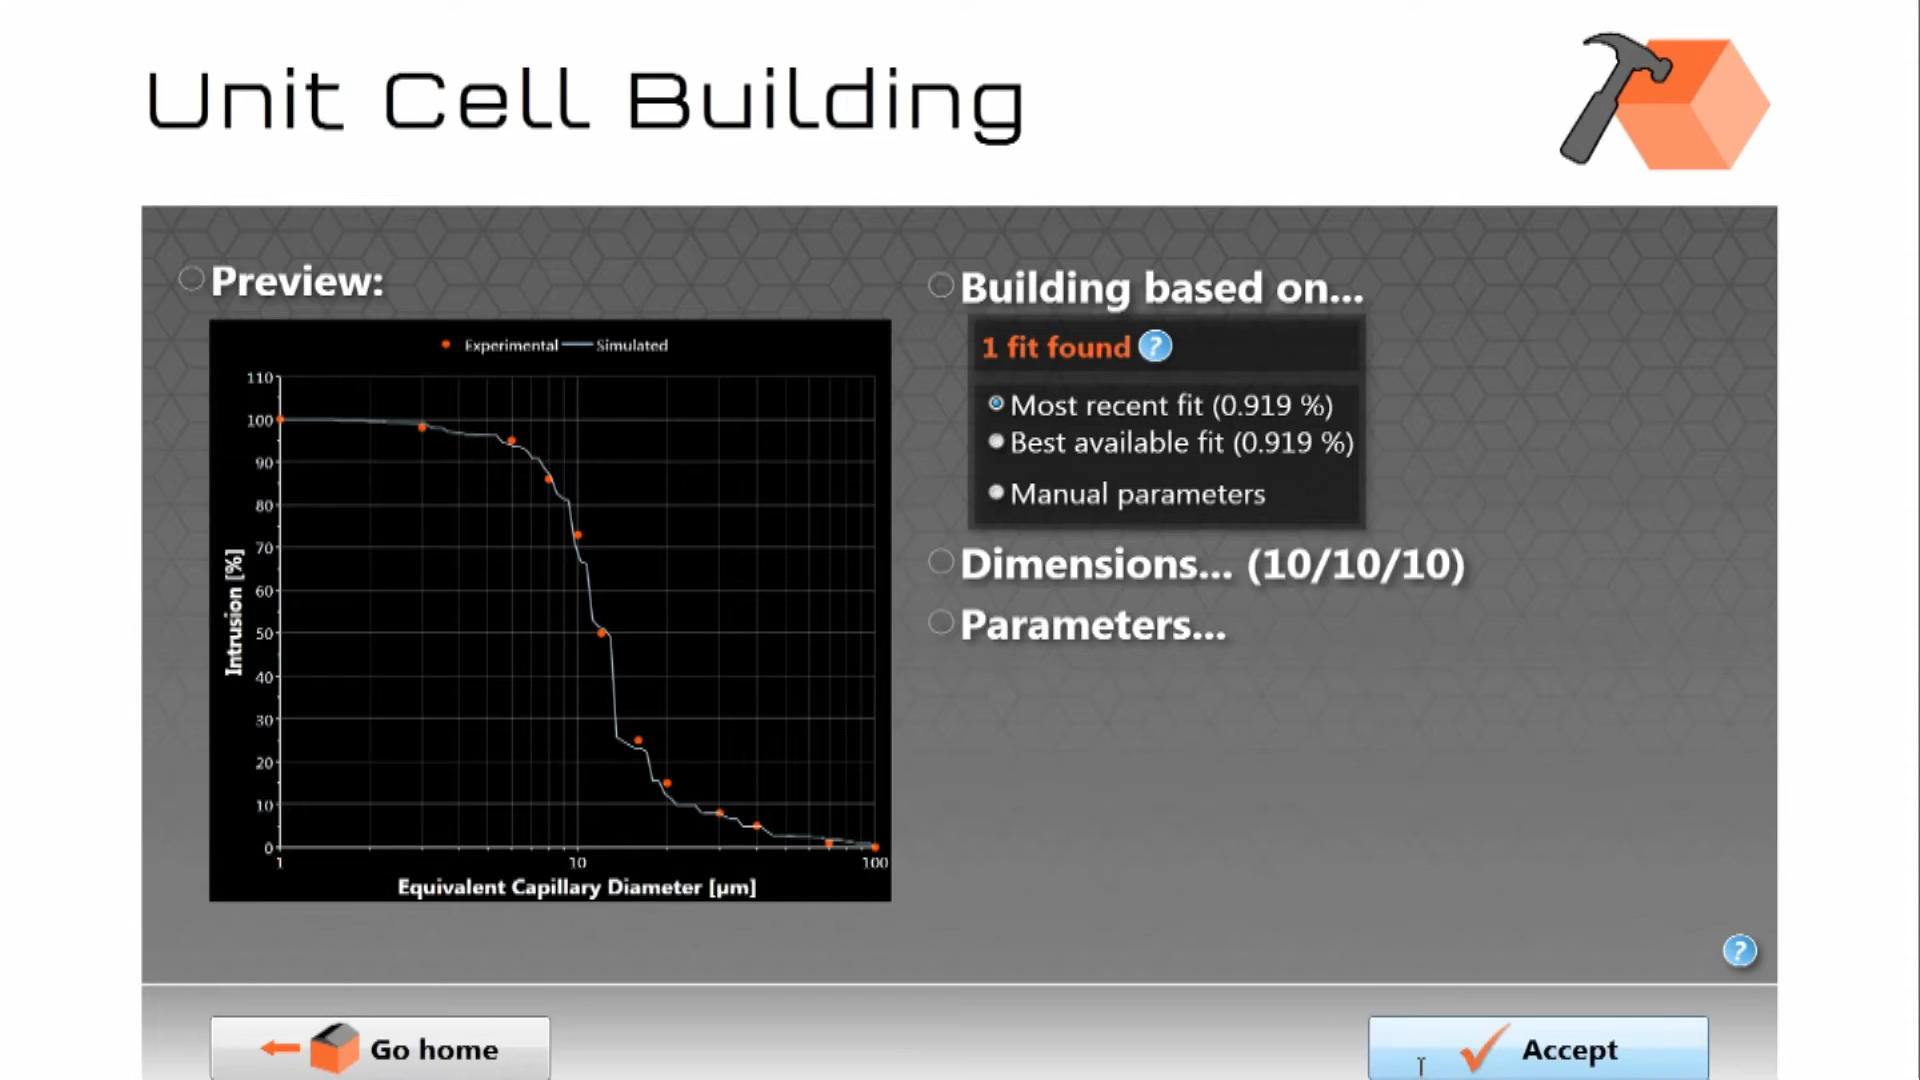 Unit Cell Building
Preview:
Experimental Simulated
110
100
90
80
70
60
50
40
30
20
10
0
Intrusion [%]
1 10 100
Equivalent Capillary Diameter [µm]
Building based on...
1 fit found ?
Most recent fit (0.919 %)
Best available fit (0.919 %)
Manual parameters
Dimensions... (10/10/10)
Parameters...
?
Go home
Accept